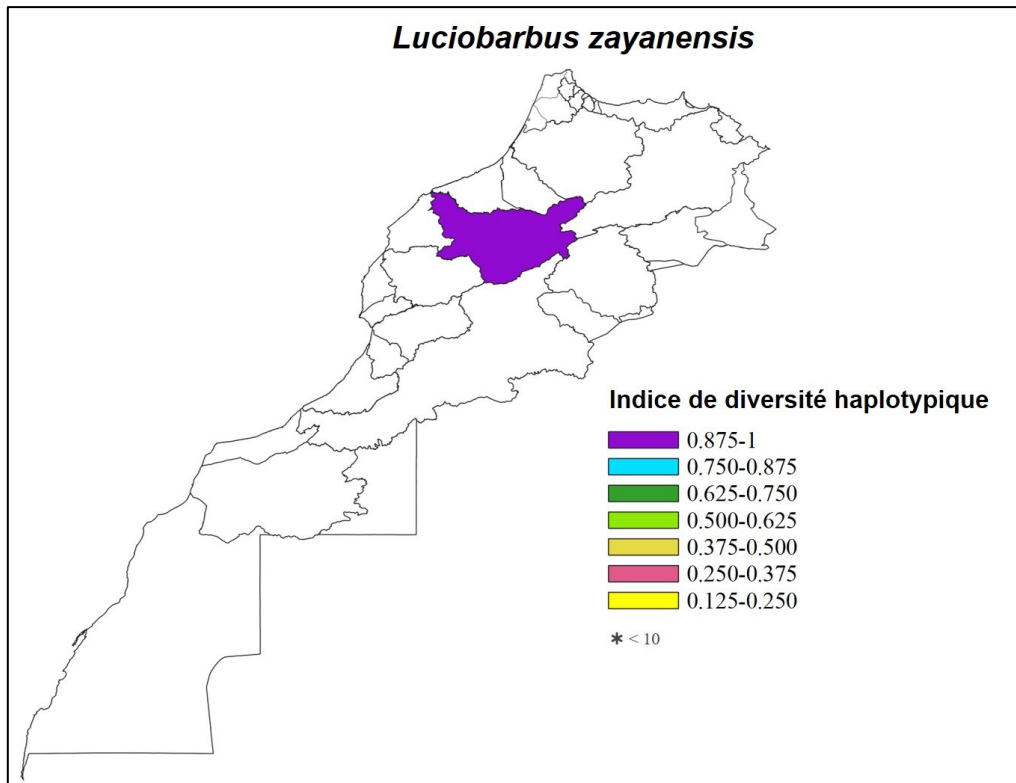 Luciobarbus zayanensis
Indice de diversité haplotypique
0.875-1
0.750-0.875
0.625-0.750
0.500-0.625
0.375-0.500
0.250-0.375
0.125-0.250
* < 10